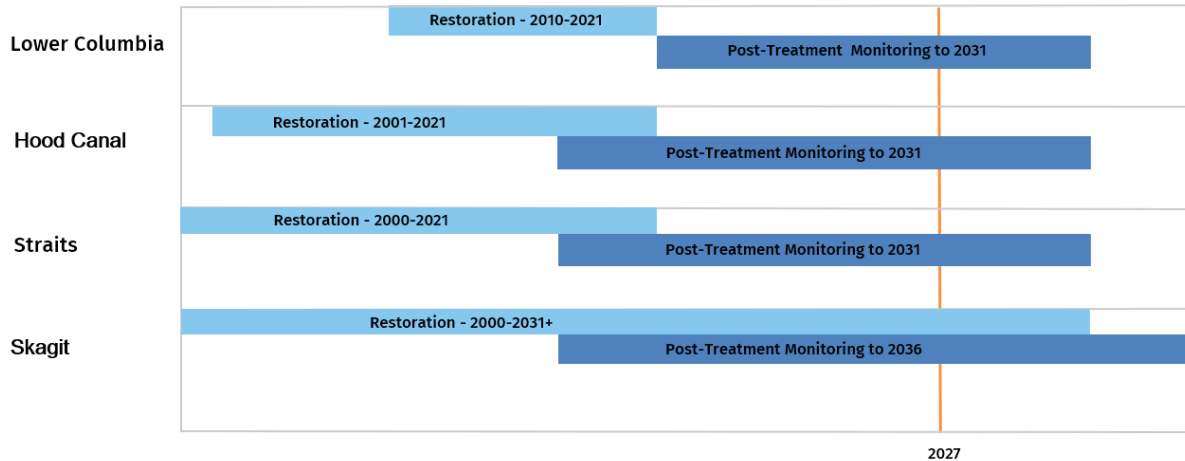 Restoration - 2010-2021
Lower Columbia
Post-Treatment  Monitoring to 2031
Restoration - 2001-2021
Hood Canal
Post-Treatment Monitoring to 2031
Restoration - 2000-2021
Straits
Post-Treatment Monitoring to 2031
Restoration - 2000-2031+
Skagit
Post-Treatment Monitoring to 2036
2027